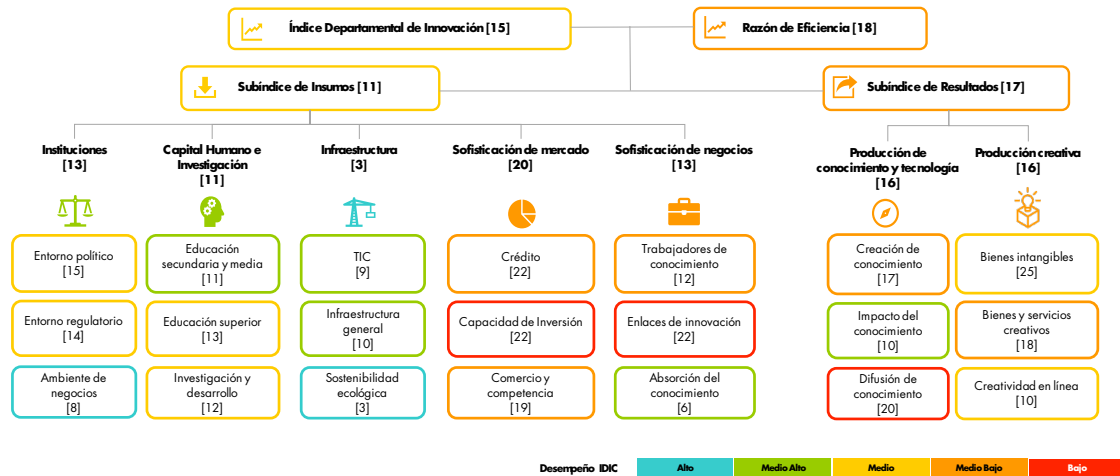 Índice Departamental de Innovación [15]
Razón de Eficiencia [18]
Subíndice de Insumos [11]
Subíndice de Resultados [17]
Instituciones
[13]
Capital Humano e
Investigación
[11]
Infraestructura
[3]
Sofisticación de mercado
[20]
Sofisticación de negocios
[13]
Producción de
conocimiento y tecnología
[16]
Producción creativa
[16]
Entorno político
[15]
Educación
secundaria y media
[11]
TIC
[9]
Crédito
[22]
Trabajadores de
conocimiento
[12]
Creación de
conocimiento
[17]
Bienes intangibles
[25]
Entorno regulatorio
[14]
Educación superior
[13]
Infraestructura
general
[10]
Capacidad de Inversión
[22]
Enlaces de innovación
[22]
Impacto del
conocimiento
[10]
Bienes y servicios
creativos
[18]
Ambiente de
negocios
[8]
Investigación y
desarrollo
[12]
Sostenibilidad
ecológica
[3]
Comercio y
competencia
[19]
Absorción del
conocimiento
[6]
Difusión de
conocimiento
[20]
Creatividad en línea
[10]
Desempeño IDIC
Alto
Medio Alto
Medio
Medio Bajo
Bajo